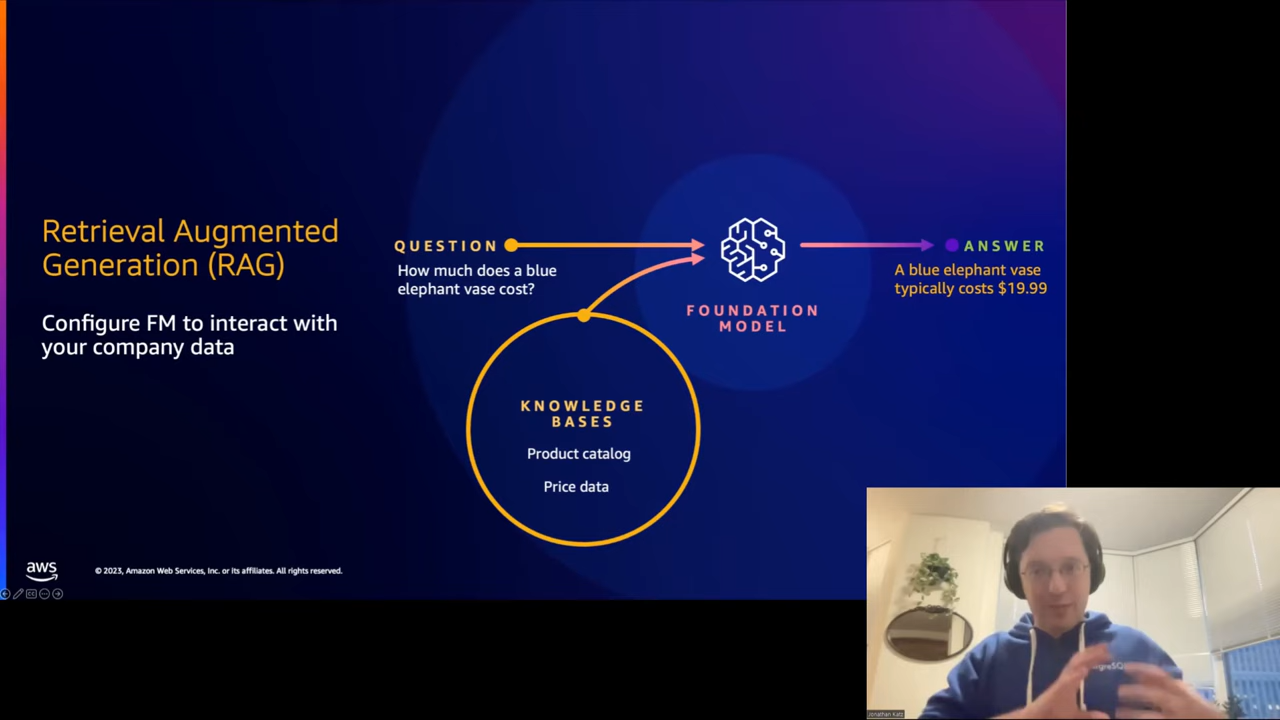 Retrieval Augmented
Generation (RAG)
Configure FM to interact with
your company data
QUESTION
How much does a blue
elephant vase cost?
FOUNDATION
MODEL
ANSWER
A blue elephant vase
typically costs $19.99
KNOWLEDGE
BASES
Product catalog
Price data
aws
© 2023, Amazon Web Services, Inc. or its affiliates. All rights reserved.
Jonathan Katz